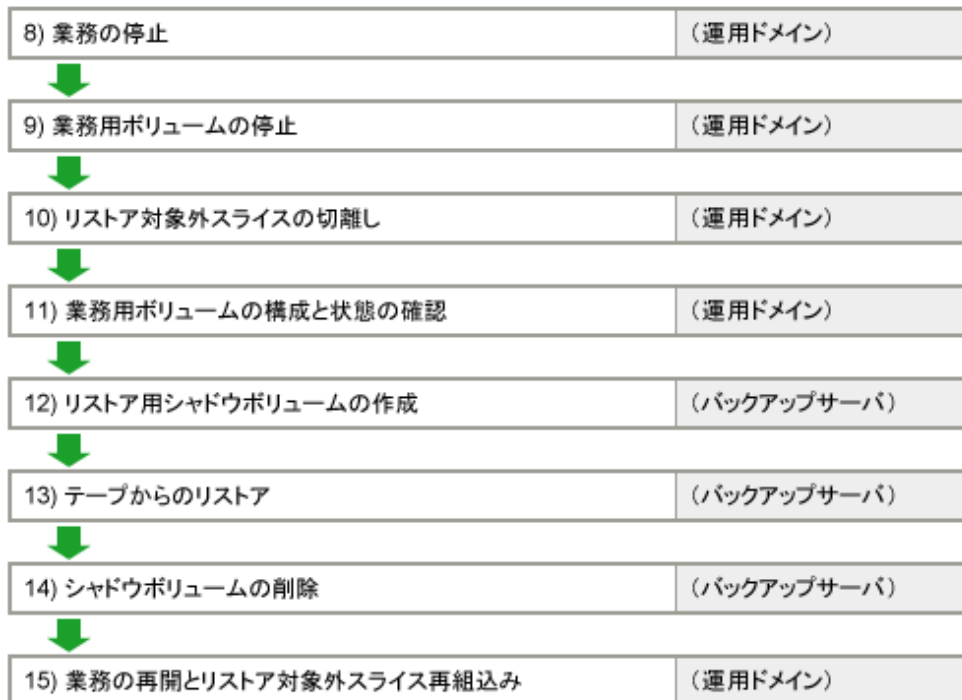 8) 業務の停止 (運用ドメイン)
9) 業務用ボリュームの停止 (運用ドメイン)
10) リストア対象外スライスの切離し (運用ドメイン)
11) 業務用ボリュームの構成と状態の確認 (運用ドメイン)
12) リストア用シャドウボリュームの作成 (バックアップサーバ)
13) テープからのリストア (バックアップサーバ)
14) シャドウボリュームの削除 (バックアップサーバ)
15) 業務の再開とリストア対象外スライス再組込み (運用ドメイン)